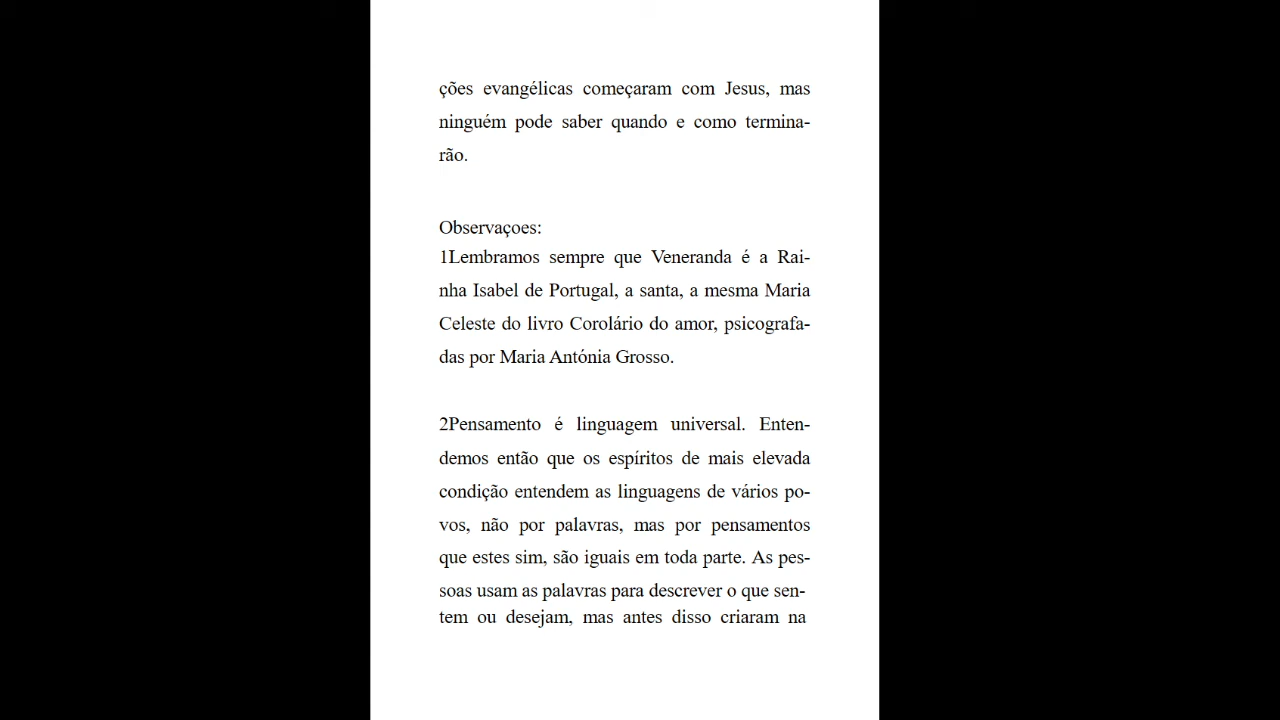 ções evangélicas começaram com Jesus, mas
ninguém pode saber quando e como termina-
rão.
Observaçoes:
1Lembramos sempre que Veneranda é a Rai-
nha Isabel de Portugal, a santa, a mesma Maria
Celeste do livro Corolário do amor, psicografa-
das por Maria Antónia Grosso.
2Pensamento é linguagem universal. Enten-
demos então que os espíritos de mais elevada
condição entendem as linguagens de vários po-
vos, não por palavras, mas por pensamentos
que estes sim, são iguais em toda parte. As pes-
soas usam as palavras para descrever o que sen-
tem ou desejam, mas antes disso criaram na